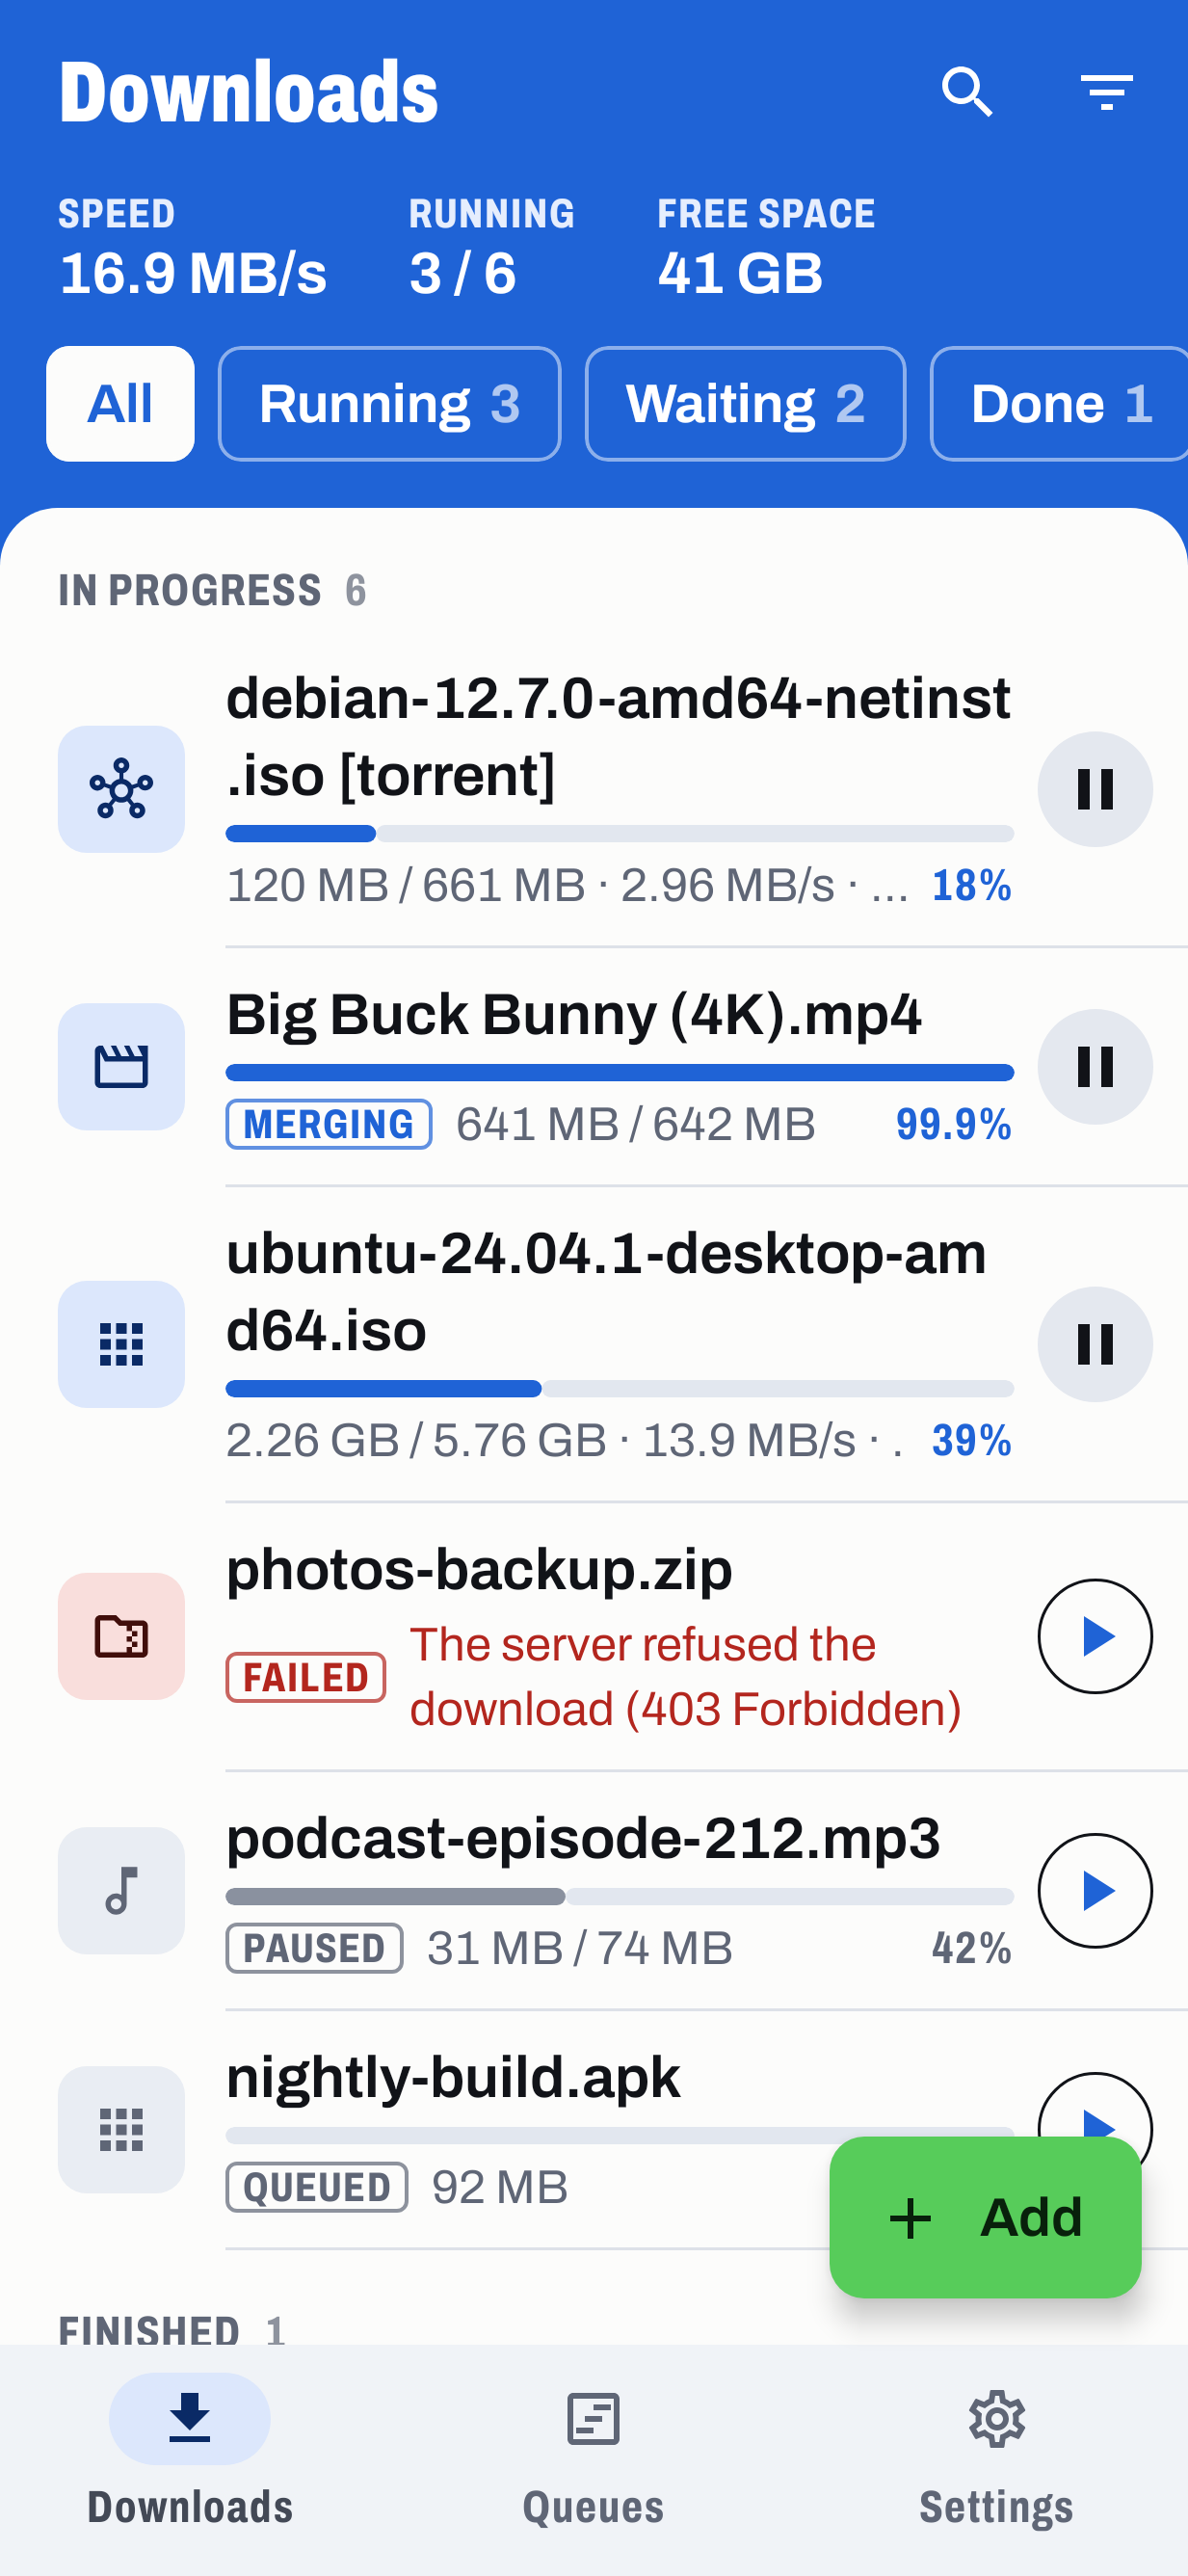 Downloads
SPEED RUNNING FREE SPACE
16.9 MB/s 3 / 6 41 GB
All Running 3 Waiting 2 Done 1
IN PROGRESS 6
debian-12.7.0-amd64-netinst
.iso [torrent]
120 MB / 661 MB · 2.96 MB/s · ... 18%
Big Buck Bunny (4K).mp4
MERGING 641 MB / 642 MB 99.9%
ubuntu-24.04.1-desktop-am
d64.iso
2.26 GB / 5.76 GB · 13.9 MB/s · . 39%
photos-backup.zip
FAILED The server refused the
download (403 Forbidden)
podcast-episode-212.mp3
PAUSED 31 MB / 74 MB 42%
nightly-build.apk
QUEUED 92 MB
+ Add
FINISHED 1
Downloads Queues Settings